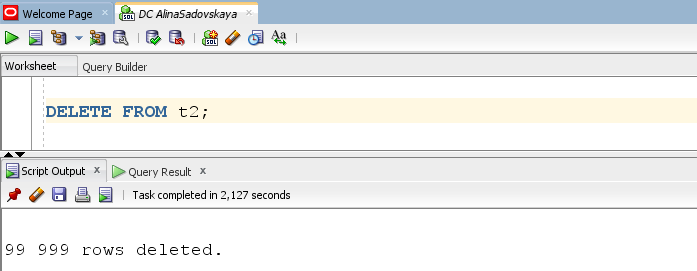 Welcome Page x DC AlinaSadovskaya x
Worksheet Query Builder
DELETE FROM t2;
Script Output x Query Result x
Task completed in 2,127 seconds
99 999 rows deleted.